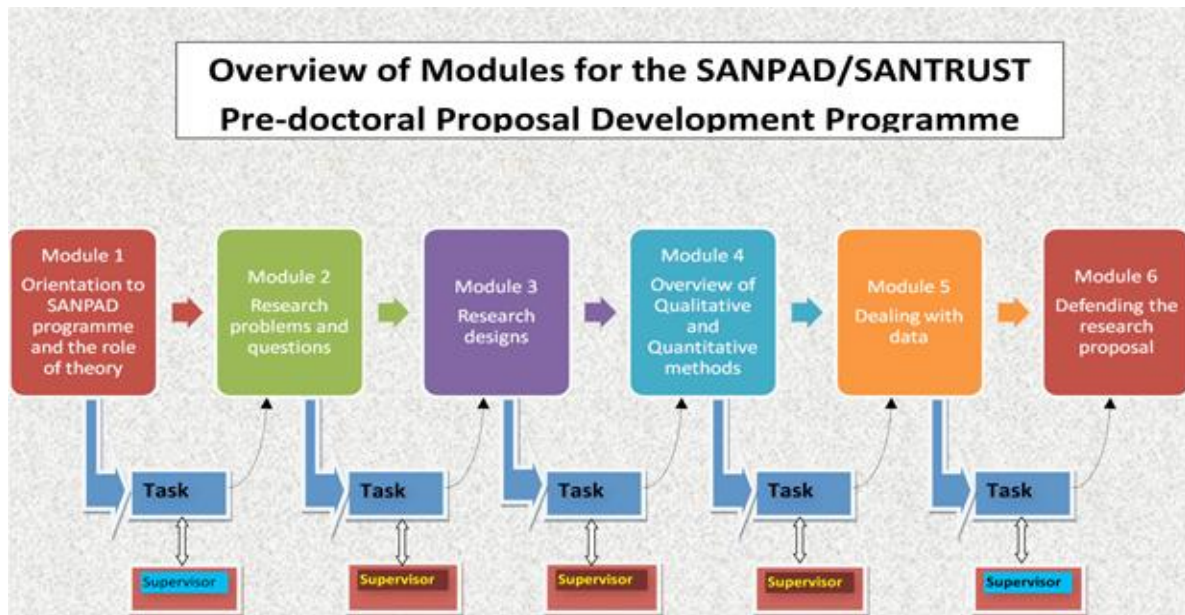 Overview of Modules for the SANPAD/SANTRUST
Pre-doctoral Proposal Development Programme
Module 1
Orientation to
SANPAD
programme
and the role
of theory
Module 2
Research
problems and
questions
Module 3
Research
designs
Module 4
Overview of
Qualitative
and
Quantitative
methods
Module 5
Dealing with
data
Module 6
Defending the
research
proposal
Task
Task
Task
Task
Task
Supervisor
Supervisor
Supervisor
Supervisor
Supervisor